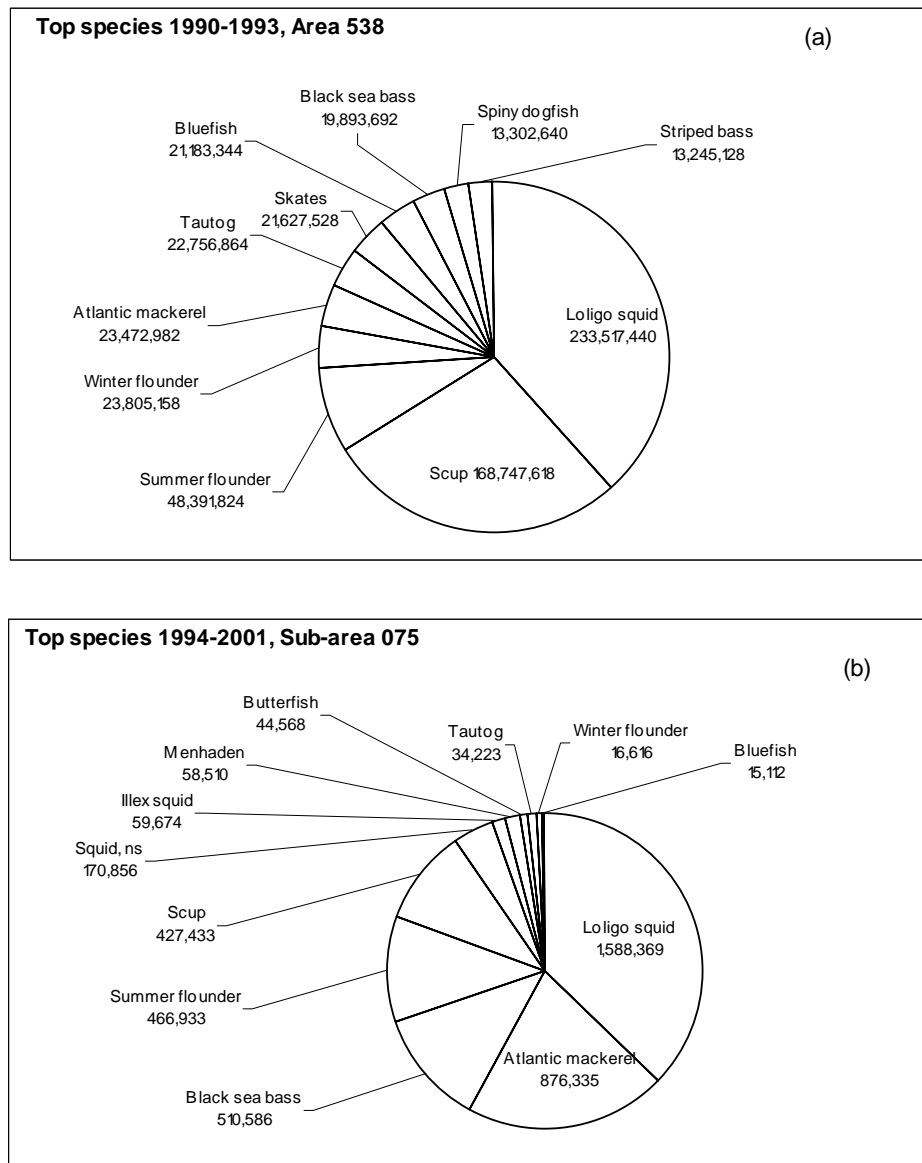 Top species 1990-1993, Area 538
(a)
Black sea bass
19,893,692
Spiny dogfish
13,302,640
Striped bass
13,245,128
Bluefish
21,183,344
Skates
21,627,528
Tautog
22,756,864
Atlantic mackerel
23,472,982
Winter flounder
23,805,158
Summer flounder
48,391,824
Loligo squid
233,517,440
Scup 168,747,618
Top species 1994-2001, Sub-area 075
(b)
Butterfish
44,568
Tautog
34,223
Winter flounder
16,616
Bluefish
15,112
Menhaden
58,510
Illex squid
59,674
Squid, ns
170,856
Scup
427,433
Summer flounder
466,933
Black sea bass
510,586
Loligo squid
1,588,369
Atlantic mackerel
876,335